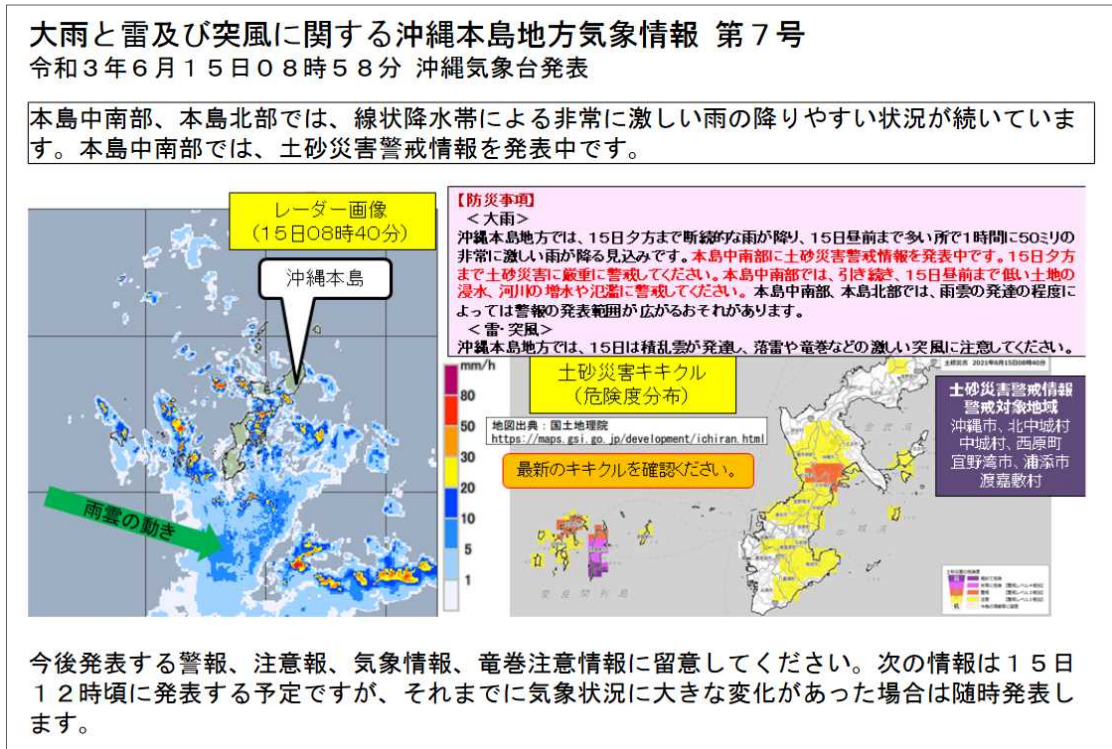 大雨と雷及び突風に関する沖縄本島地方気象情報 第７号
令和３年６月１５日０８時５８分 沖縄気象台発表
本島中南部、本島北部では、線状降水帯による非常に激しい雨の降りやすい状況が続いていま
す。本島中南部では、土砂災害警戒情報を発表中です。
レーダー画像
(15日08時40分)
沖縄本島
雨雲の動き
mm/h
80
50
30
20
10
5
1
【防災事項】
＜大雨＞
沖縄本島地方では、15日夕方まで断続的な雨が降り、15日昼前まで多い所で1時間に50ミリの
非常に激しい雨が降る見込みです。本島中南部に土砂災害警戒情報を発表中です。15日夕方
まで土砂災害に厳重に警戒してください。本島中南部では、引き続き、15日昼前まで低い土地の
浸水、河川の増水や氾濫に警戒してください。本島中南部、本島北部では、雨雲の発達の程度に
よっては警報の発表範囲が広がるおそれがあります。
＜雷・突風＞
沖縄本島地方では、15日は積乱雲が発達し、落雷や竜巻などの激しい突風に注意してください。
土砂災害キキクル
(危険度分布)
地図出典：国土地理院
https://maps.gsi.go.jp/development/ichiran.html
最新のキキクルを確認ください。
2021年6月15日08時40分
土砂災害警戒情報
警戒対象地域
沖縄市、北中城村
中城村、西原町
宜野湾市、浦添市
渡嘉敷村
今後発表する警報、注意報、気象情報、竜巻注意情報に留意してください。次の情報は１５日
１２時頃に発表する予定ですが、それまでに気象状況に大きな変化があった場合は随時発表し
ます。